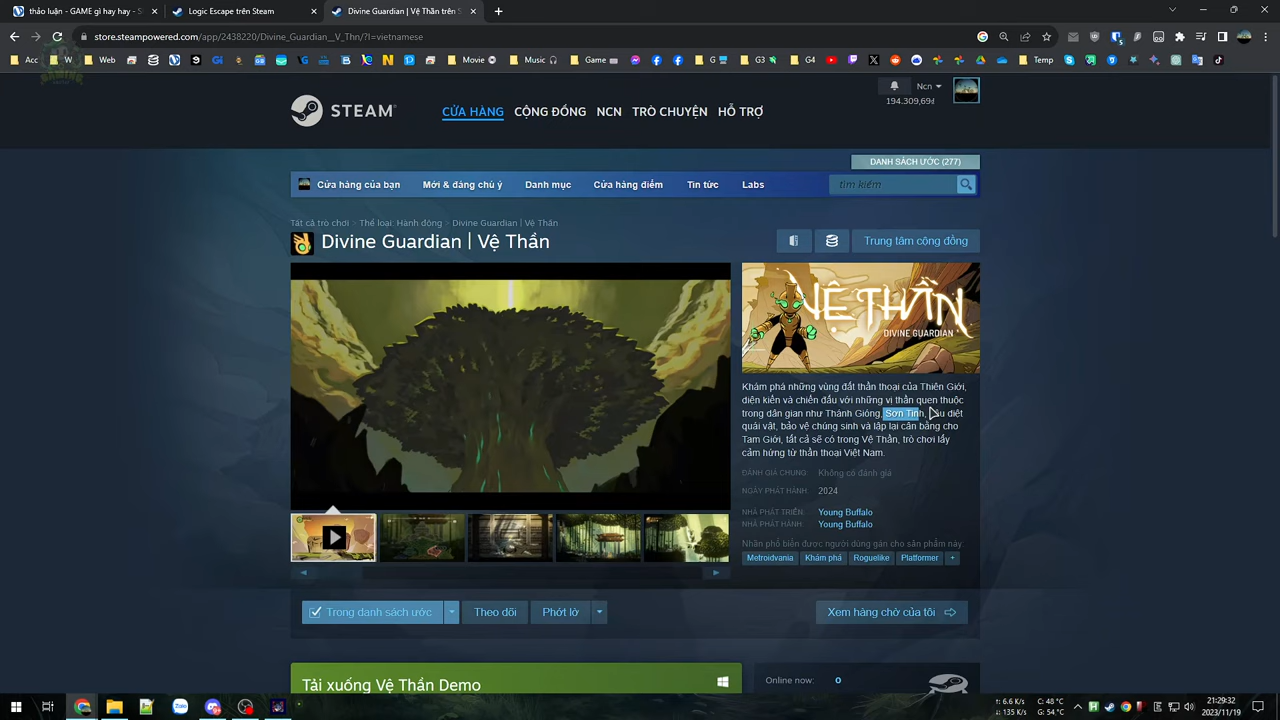 thảo luận - GAME gì hay hay - S
Logic Escape trên Steam
Divine Guardian | Vệ Thần trên S
store.steampowered.com/app/2438220/Divine_Guardian__V_Thn/?l=vietnamese
Movie
Music
Game
G3
G4
Temp
STEAM
CỬA HÀNG
CỘNG ĐỒNG
NCN
TRÒ CHUYỆN
HỖ TRỢ
Ncn
194.309,69₫
DANH SÁCH ƯỚC (277)
Cửa hàng của bạn
Mới & đáng chú ý
Danh mục
Cửa hàng điểm
Tin tức
Labs
tìm kiếm
Tất cả trò chơi > Thể loại: Hành động > Divine Guardian | Vệ Thần
Divine Guardian | Vệ Thần
Trung tâm cộng đồng
VỆ THẦN
DIVINE GUARDIAN
Khám phá những vùng đất thần thoại của Thiên Giới,
diện kiến và chiến đấu với những vị thần quen thuộc
trong dân gian như Thánh Gióng, Sơn Tinh,
quái vật, bảo vệ chúng sinh và lập lại cân bằng cho
Tam Giới, tất cả sẽ có trong Vệ Thần, trò chơi lấy
cảm hứng từ thần thoại Việt Nam.
ĐÁNH GIÁ CHUNG: Không có đánh giá
NGÀY PHÁT HÀNH: 2024
NHÀ PHÁT TRIỂN: Young Buffalo
NHÀ PHÁT HÀNH: Young Buffalo
Nhãn phổ biến được người dùng gán cho sản phẩm này:
Metroidvania
Khám phá
Roguelike
Platformer
+
Trong danh sách ước
Theo dõi
Phớt lờ
Xem hàng chờ của tôi
Tải xuống Vệ Thần Demo
Online now: 0
Zalo
t: 6.6 K/s
l: 135 K/s
C: 48 °C
G: 54 °C
21:29:32
2023/11/19